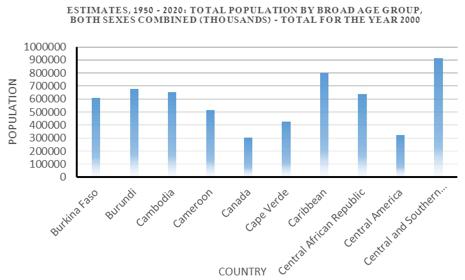 ESTIMATES, 1950 - 2020: TOTAL POPULATION BY BROAD AGE GROUP,
BOTH SEXES COMBINED (THOUSANDS) - TOTAL FOR THE YEAR 2000
1000000
900000
800000
700000
600000
500000
400000
300000
200000
100000
0
POPULATION
Burkina Faso
Burundi
Cambodia
Cameroon
Canada
Cape Verde
Caribbean
Central African Republic
Central America
Central and Southern...
COUNTRY